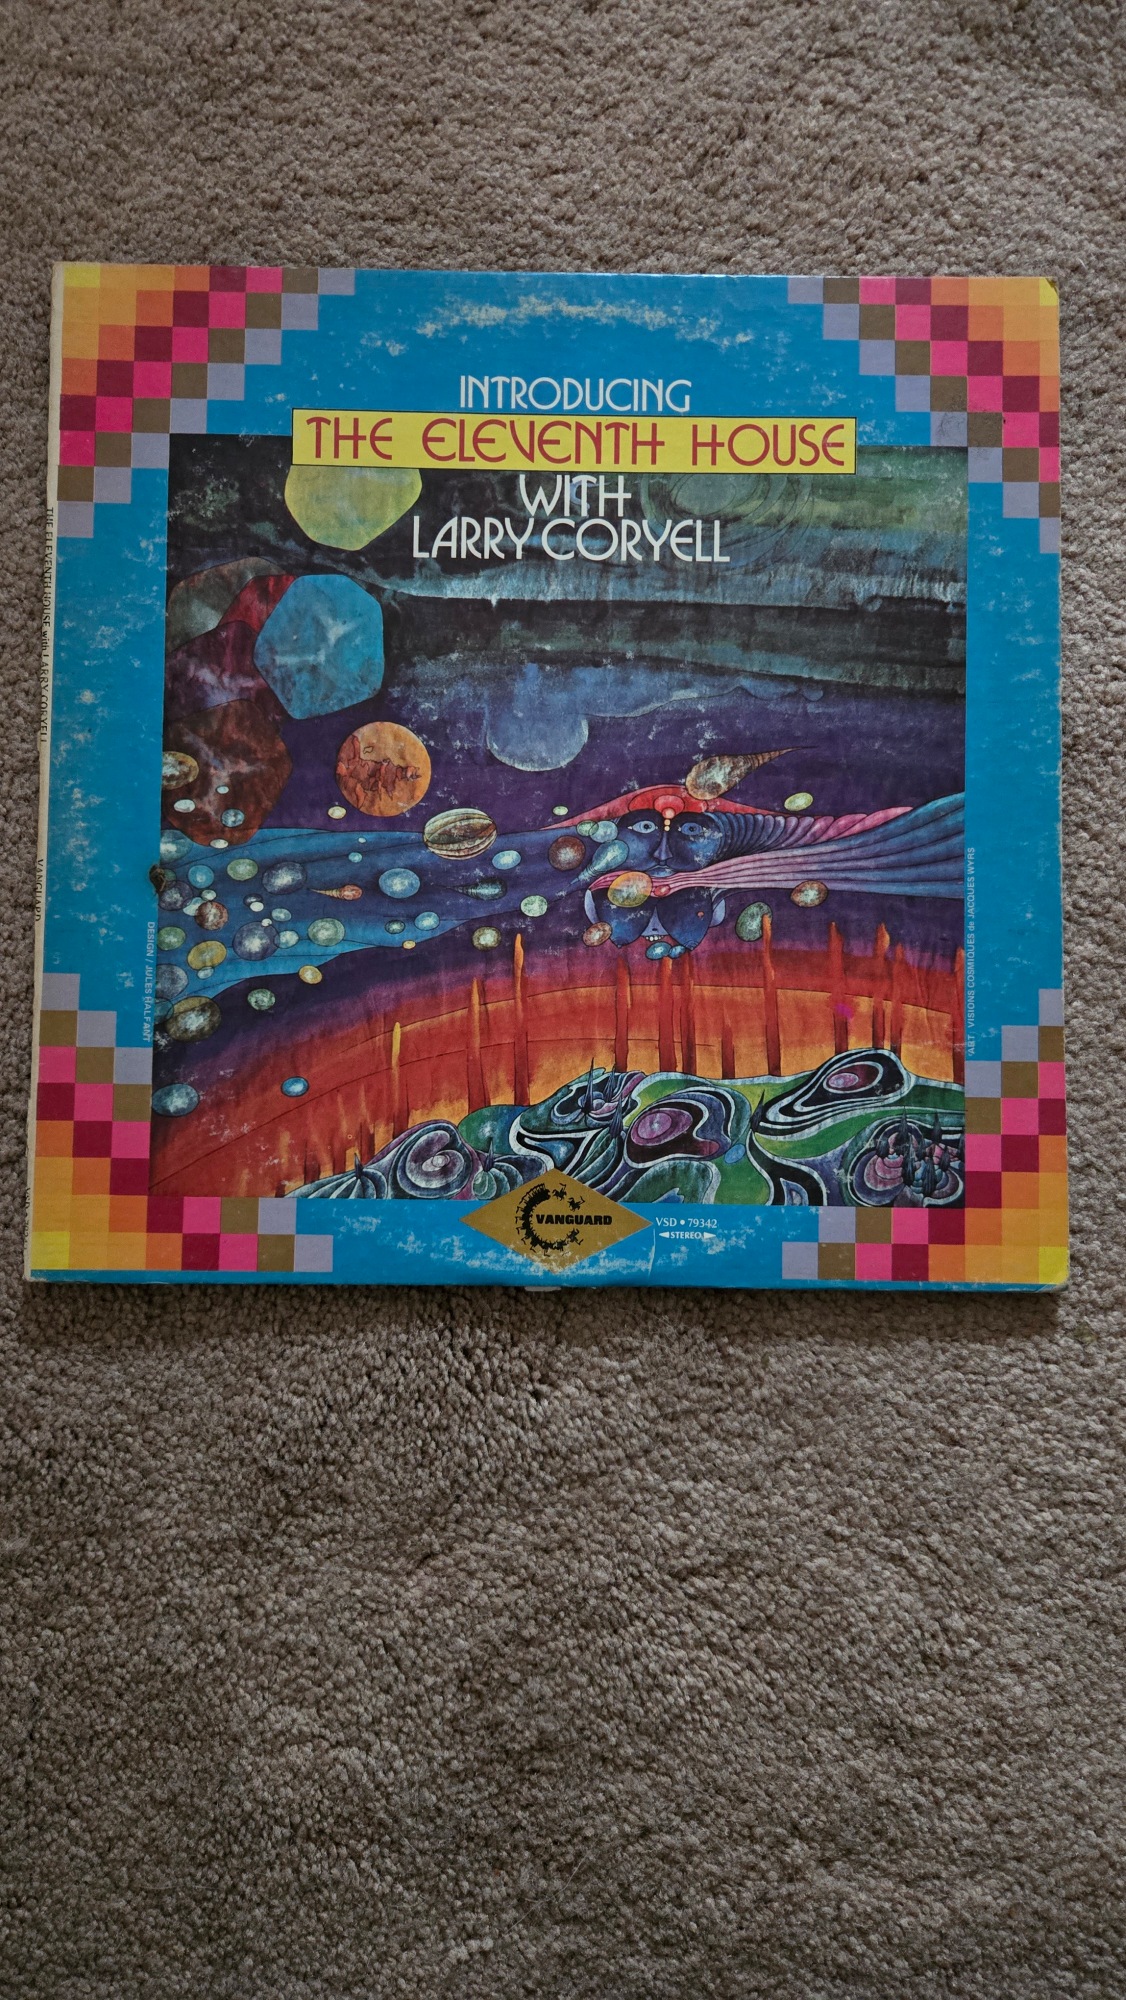 INTRODUCING
THE ELEVENTH HOUSE
WITH
LARRY CORYELL
THE ELEVENTH HOUSE with LARRY CORYELL
VANGUARD
DESIGN / JULES HALFANT
ART VISIONS COSMIQUES de JACQUES WYRS
VANGUARD
VSD • 79342
STEREO